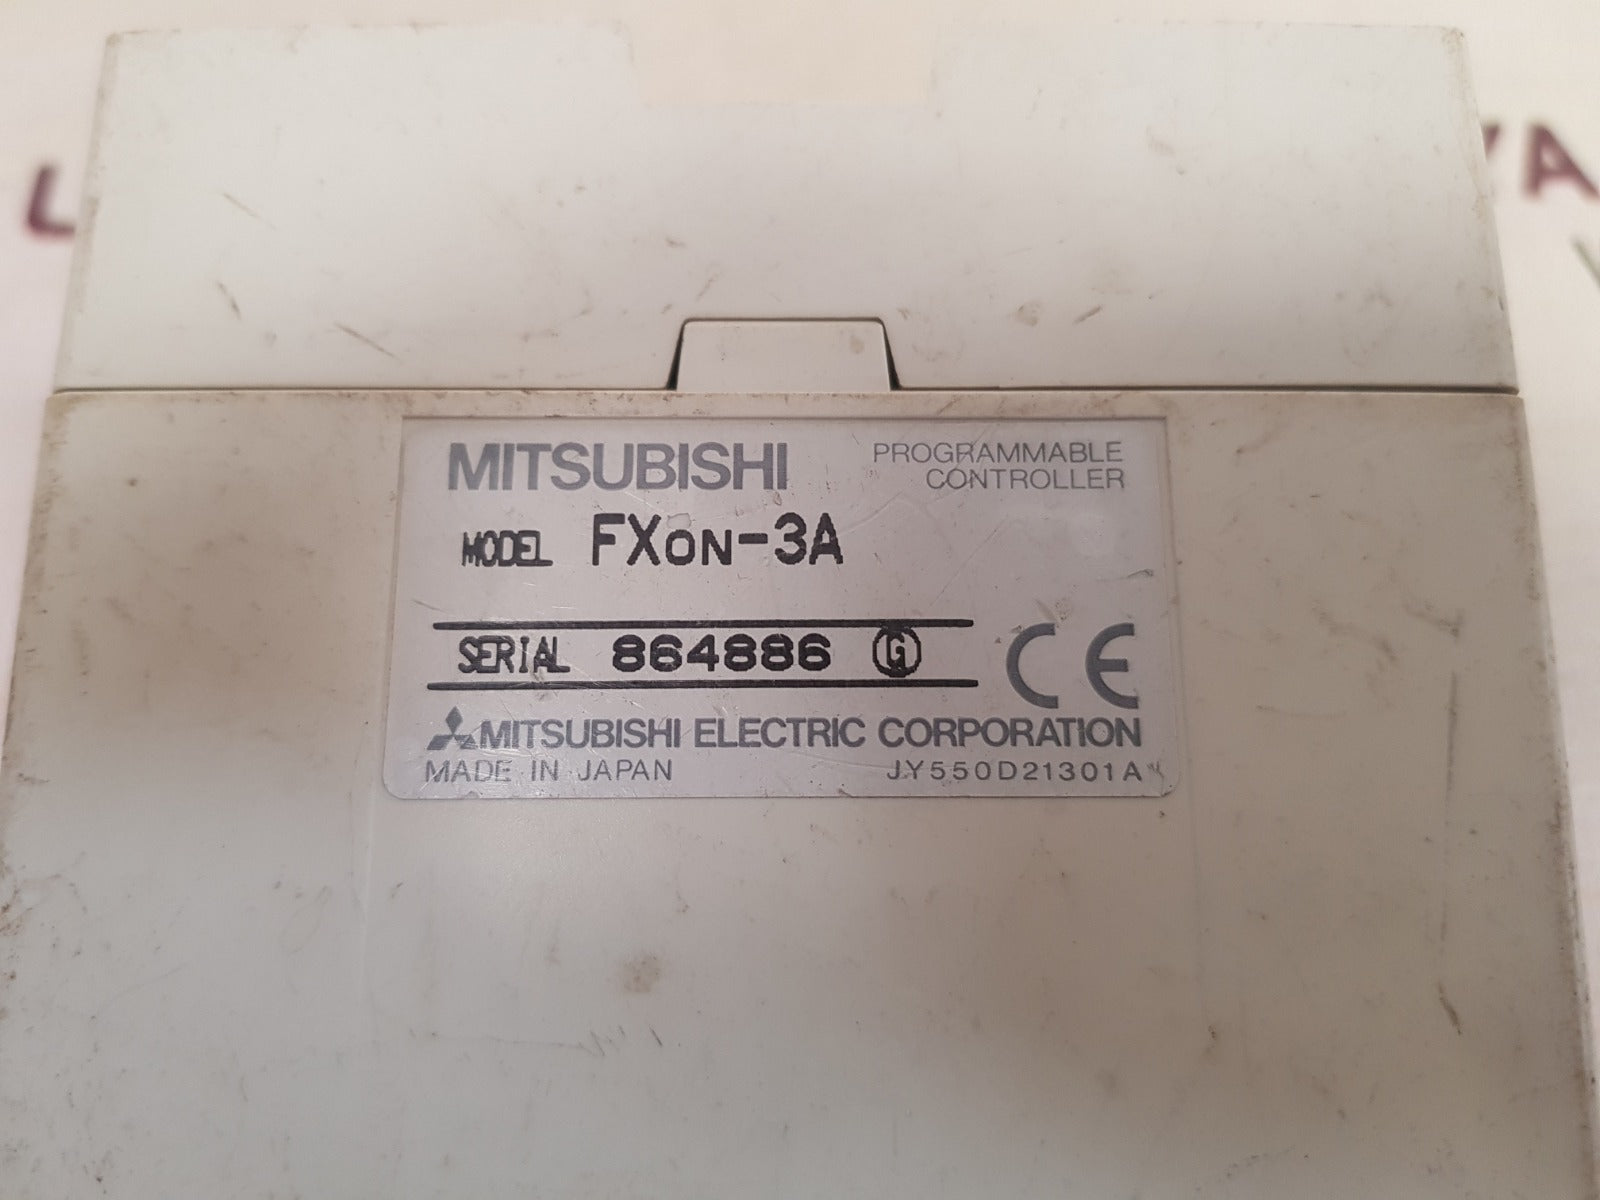 MITSUBISHI
PROGRAMMABLE
CONTROLLER
MODEL FX0N-3A
SERIAL 864886 Ⓖ
CE
MITSUBISHI ELECTRIC CORPORATION
MADE IN JAPAN
JY550D21301A